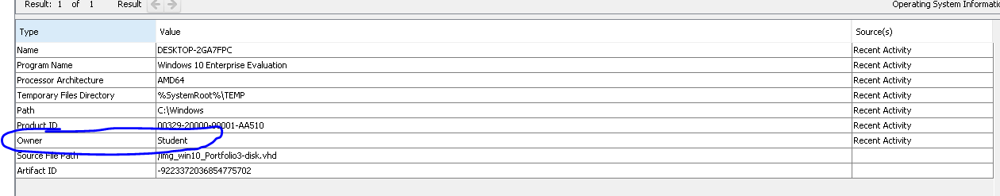 Result: 1 of 1 Result Operating System Informatic
Type Value Source(s)
Name DESKTOP-2GA7FPC Recent Activity
Program Name Windows 10 Enterprise Evaluation Recent Activity
Processor Architecture AMD64 Recent Activity
Temporary Files Directory %SystemRoot%\TEMP Recent Activity
Path C:\Windows Recent Activity
Product ID 00329-20000-00001-AA510 Recent Activity
Owner Student Recent Activity
Source File Path /img_win10_Portfolio3-disk.vhd
Artifact ID -9223372036854775702